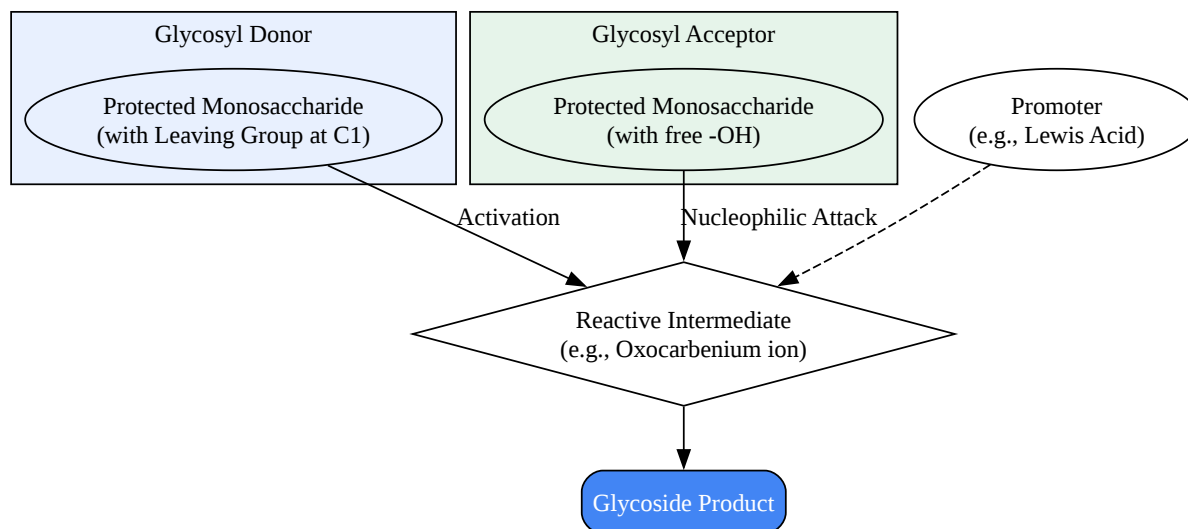 Glycosyl Donor
Protected Monosaccharide
(with Leaving Group at C1)
Glycosyl Acceptor
Protected Monosaccharide
(with free -OH)
Promoter
(e.g., Lewis Acid)
Activation
Nucleophilic Attack
Reactive Intermediate
(e.g., Oxocarbenium ion)
Glycoside Product